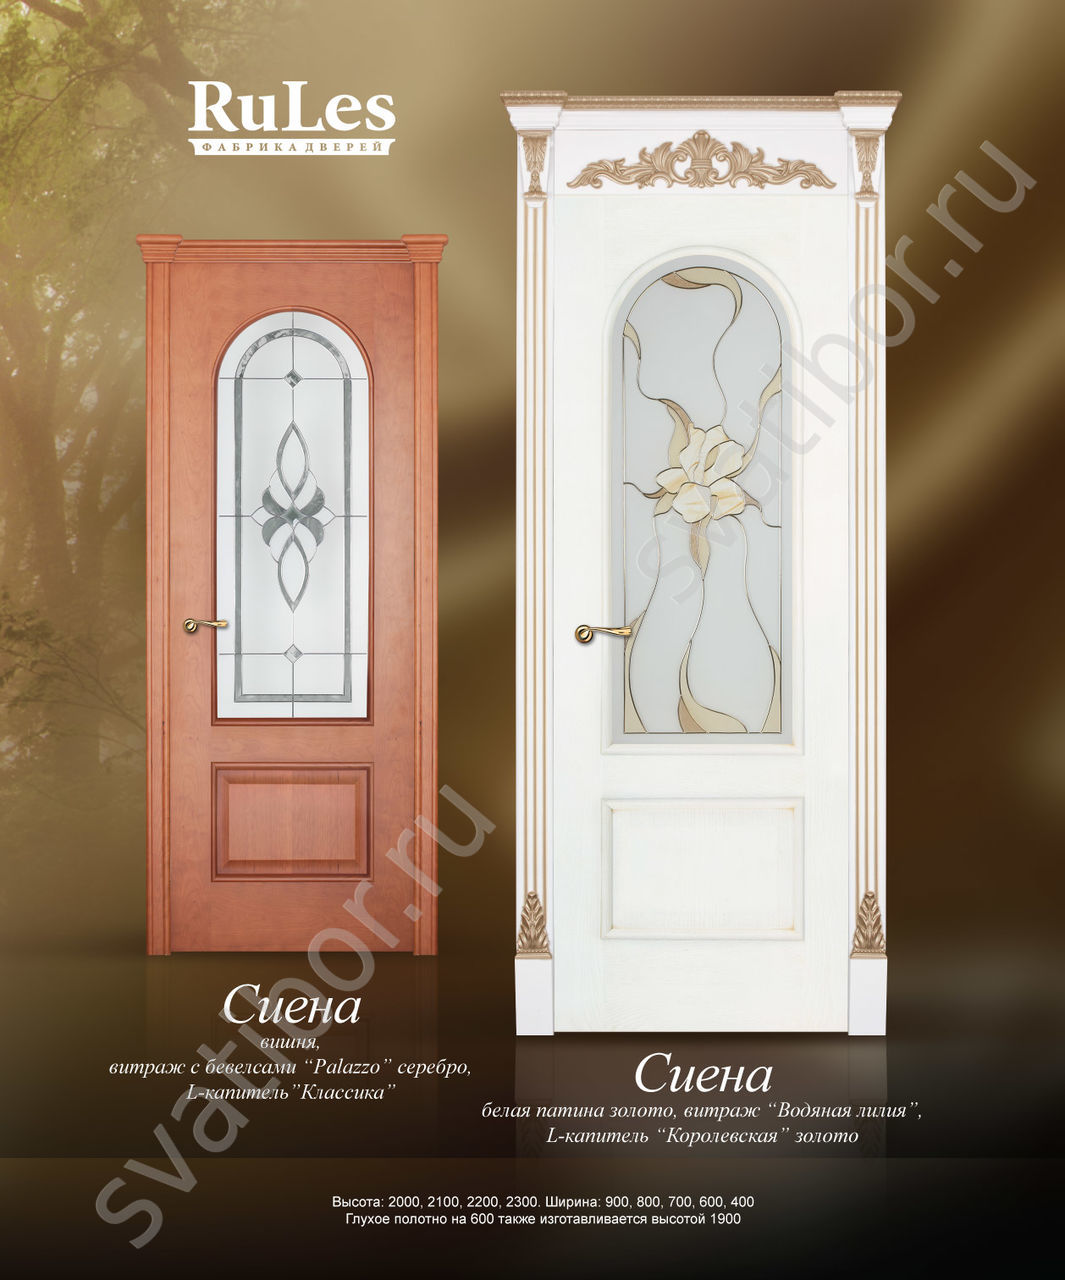 RuLes
ФАБРИКА ДВЕРЕЙ
Сиена
вишня,
витраж с бевелсами “Palazzo” серебро,
L-капитель”Классика”
Сиена
белая патина золото, витраж “Водяная лилия”,
L-капитель “Королевская” золото
Высота: 2000, 2100, 2200, 2300. Ширина: 900, 800, 700, 600, 400
Глухое полотно на 600 также изготавливается высотой 1900
svatibor.ru
svatibor.ru